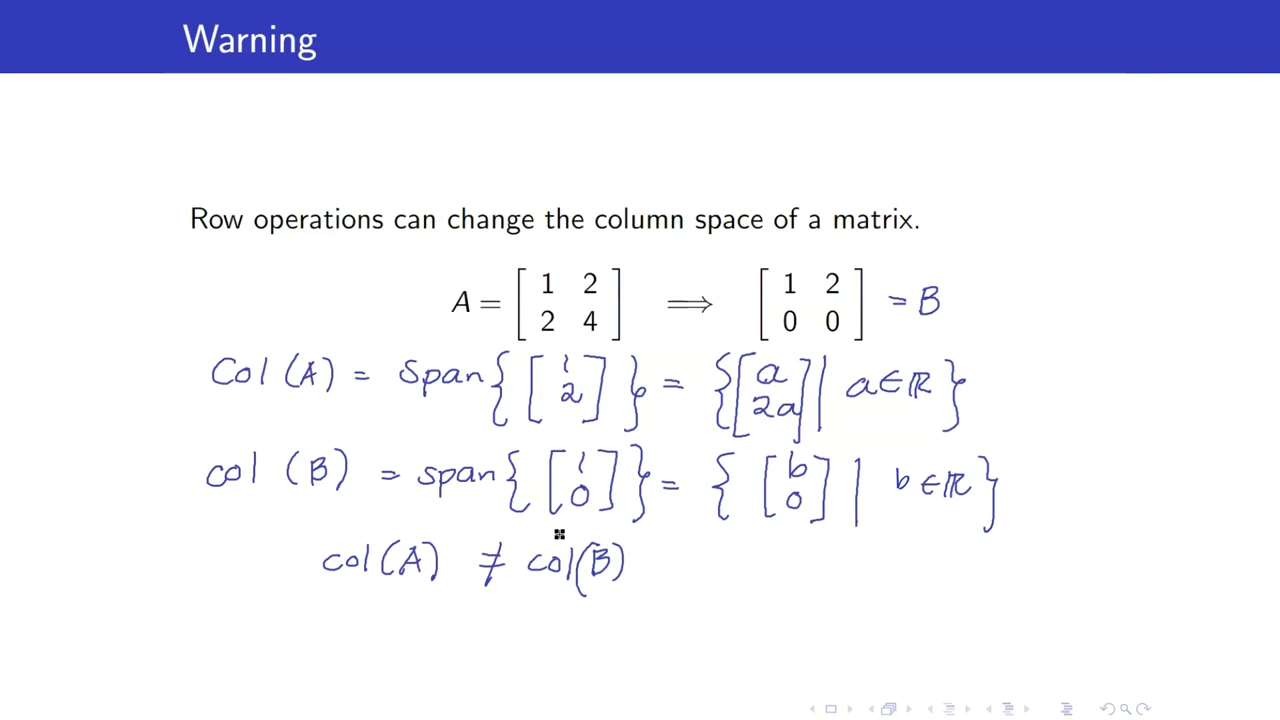 Warning
Row operations can change the column space of a matrix.
A = [ 1 2 ; 2 4 ] ⟹ [ 1 2 ; 0 0 ] = B
Col (A) = Span{ [ 1 ; 2 ] } = { [ a ; 2a ] | a ∈ ℝ }
col (B) = span{ [ 1 ; 0 ] } = { [ b ; 0 ] | b ∈ ℝ }
col(A) ≠ col(B)